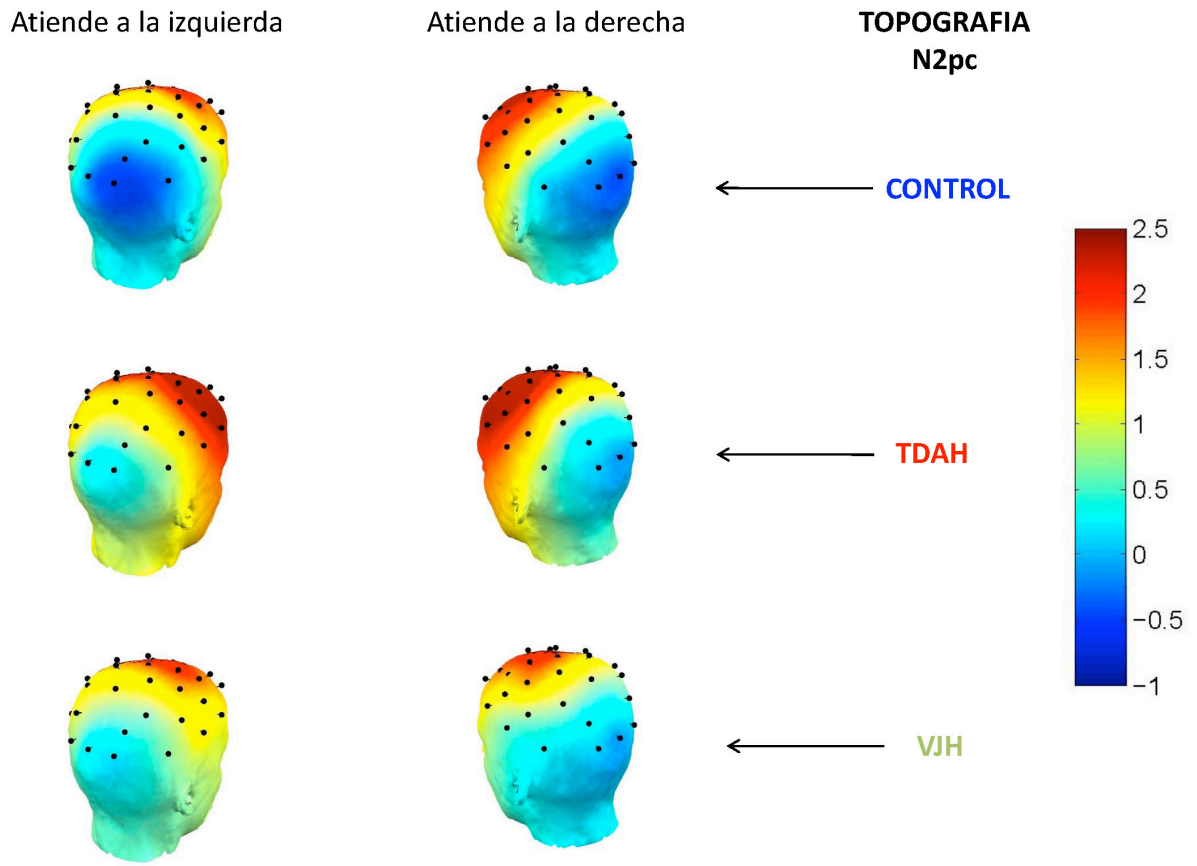 Atiende a la izquierda
Atiende a la derecha
TOPOGRAFIA
N2pc
CONTROL
TDAH
VJH
2.5
2
1.5
1
0.5
0
−0.5
−1